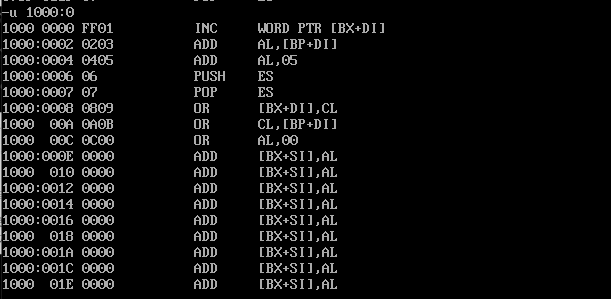 -u 1000:0
1000 0000 FF01 INC WORD PTR [BX+DI]
1000:0002 0203 ADD AL,[BP+DI]
1000:0004 0405 ADD AL,05
1000:0006 06 PUSH ES
1000:0007 07 POP ES
1000:0008 0809 OR [BX+DI],CL
1000 00A 0A0B OR CL,[BP+DI]
1000 00C 0C00 OR AL,00
1000:000E 0000 ADD [BX+SI],AL
1000 010 0000 ADD [BX+SI],AL
1000:0012 0000 ADD [BX+SI],AL
1000:0014 0000 ADD [BX+SI],AL
1000:0016 0000 ADD [BX+SI],AL
1000 018 0000 ADD [BX+SI],AL
1000:001A 0000 ADD [BX+SI],AL
1000:001C 0000 ADD [BX+SI],AL
1000 01E 0000 ADD [BX+SI],AL